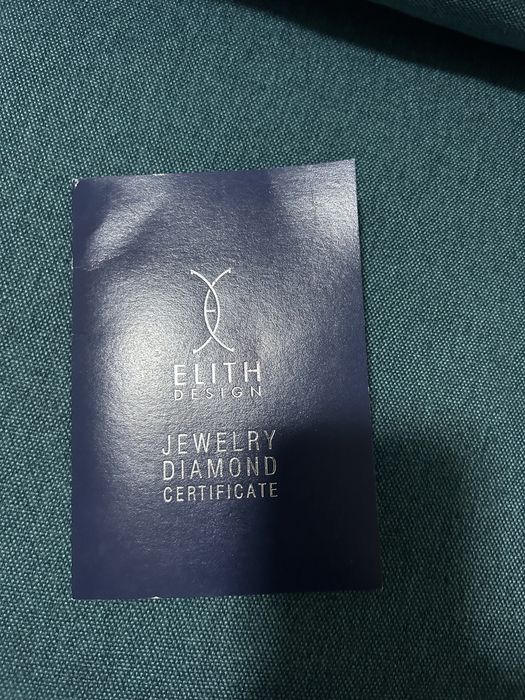 ELITH
DESIGN
JEWELRY
DIAMOND
CERTIFICATE